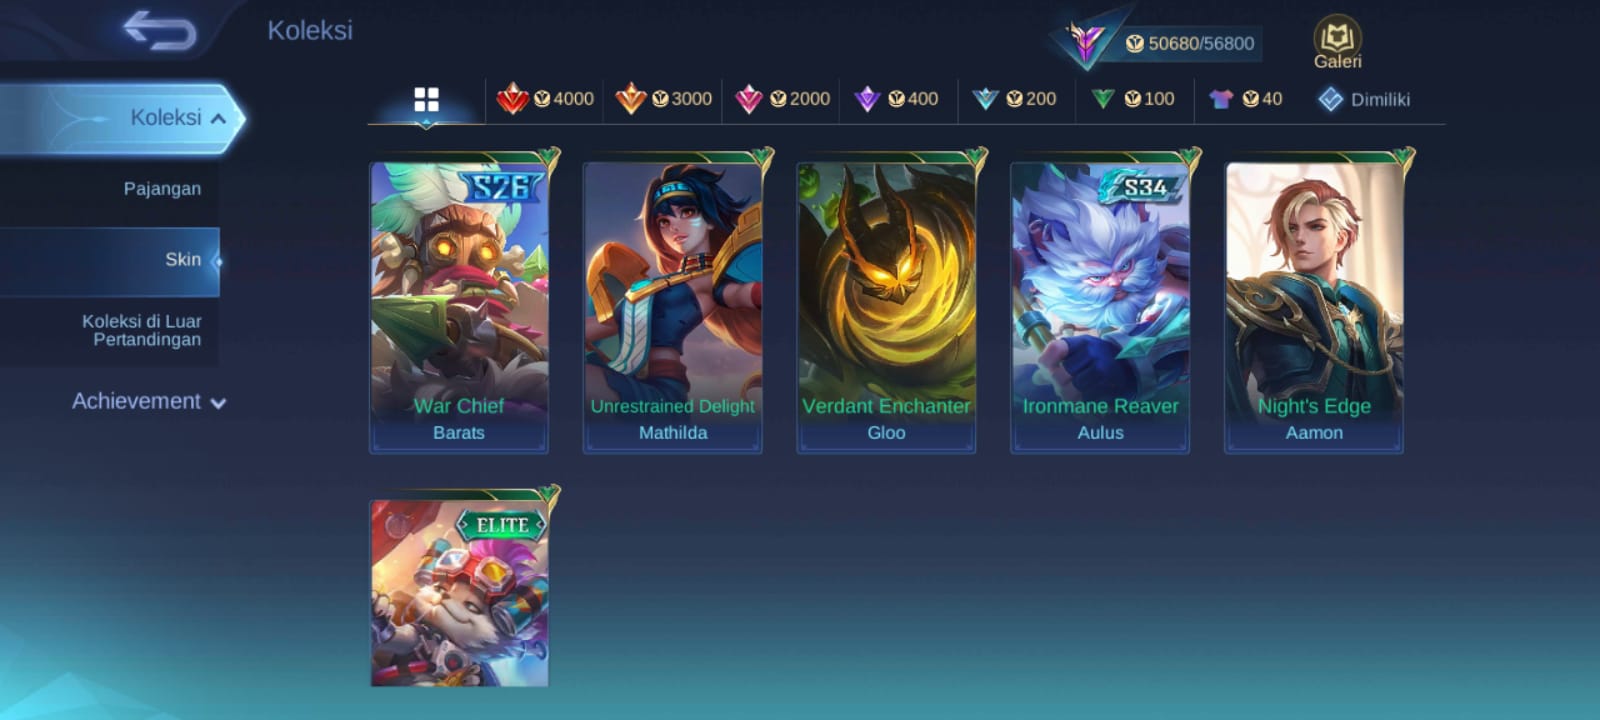 Koleksi
50680/56800
Galeri
Koleksi
4000
3000
2000
400
200
100
40
Dimiliki
Pajangan
Skin
Koleksi di Luar
Pertandingan
Achievement
S26
War Chief
Barats
Unrestrained Delight
Mathilda
Verdant Enchanter
Gloo
S34
Ironmane Reaver
Aulus
Night's Edge
Aamon
ELITE